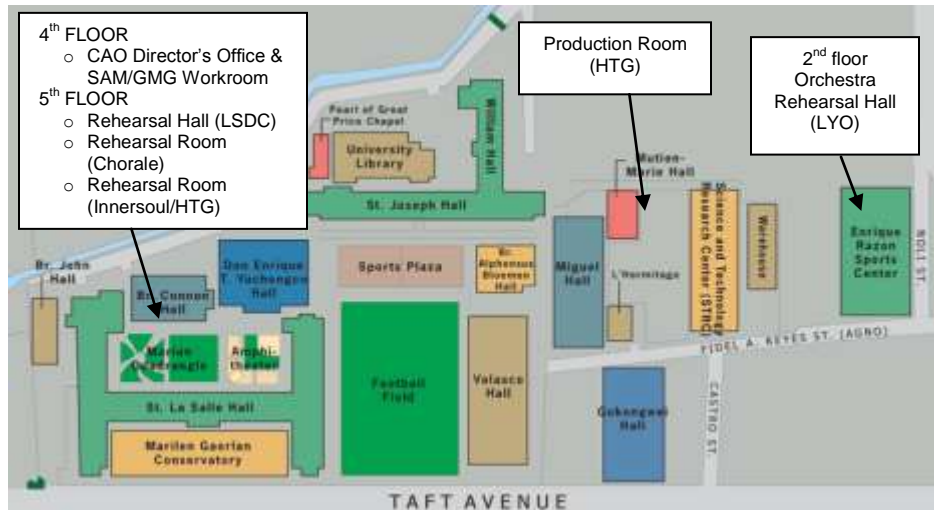 4th FLOOR
○ CAO Director's Office &
SAM/GMG Workroom
5th FLOOR
○ Rehearsal Hall (LSDC)
○ Rehearsal Room
(Chorale)
○ Rehearsal Room
(Innersoul/HTG)
Production Room
(HTG)
2nd floor
Orchestra
Rehearsal Hall
(LYO)
Pearl of Great
Price Chapel
University
Library
William Hall
St. Joseph Hall
Mutien-
Marie Hall
Science and Technology
Research Center (STRC)
Warehouse
Enrique
Razon
Sports
Center
NOLI ST.
Br. John
Hall
Br. Connon
Hall
Don Enrique
T. Yuchengco
Hall
Sports Plaza
Br.
Alphonsus
Bloemen
Hall
Miguel
Hall
L'Hermitage
FIDEL A. REYES ST. (AGNO)
Marian
Quadrangle
Amphi-
theater
Football
Field
Velasco
Hall
Gokongwei
Hall
CASTRO ST.
St. La Salle Hall
Marilen Gaerlan
Conservatory
TAFT AVENUE